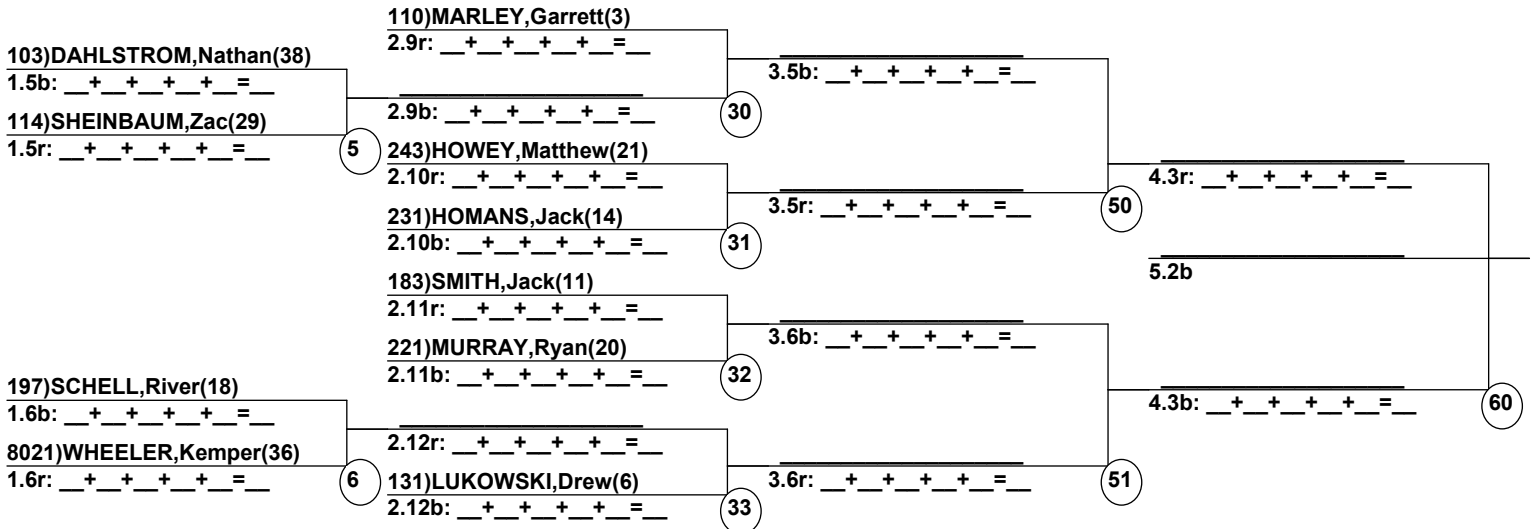 103)DAHLSTROM,Nathan(38)
1.5b: __+__+__+__+__=__
114)SHEINBAUM,Zac(29)
1.5r: __+__+__+__+__=__
5
197)SCHELL,River(18)
1.6b: __+__+__+__+__=__
8021)WHEELER,Kemper(36)
1.6r: __+__+__+__+__=__
6
110)MARLEY,Garrett(3)
2.9r: __+__+__+__+__=__
2.9b: __+__+__+__+__=__
30
243)HOWEY,Matthew(21)
2.10r: __+__+__+__+__=__
231)HOMANS,Jack(14)
2.10b: __+__+__+__+__=__
31
183)SMITH,Jack(11)
2.11r: __+__+__+__+__=__
221)MURRAY,Ryan(20)
2.11b: __+__+__+__+__=__
32
2.12r: __+__+__+__+__=__
131)LUKOWSKI,Drew(6)
2.12b: __+__+__+__+__=__
33
3.5b: __+__+__+__+__=__
3.5r: __+__+__+__+__=__
50
3.6b: __+__+__+__+__=__
3.6r: __+__+__+__+__=__
51
4.3r: __+__+__+__+__=__
4.3b: __+__+__+__+__=__
60
5.2b